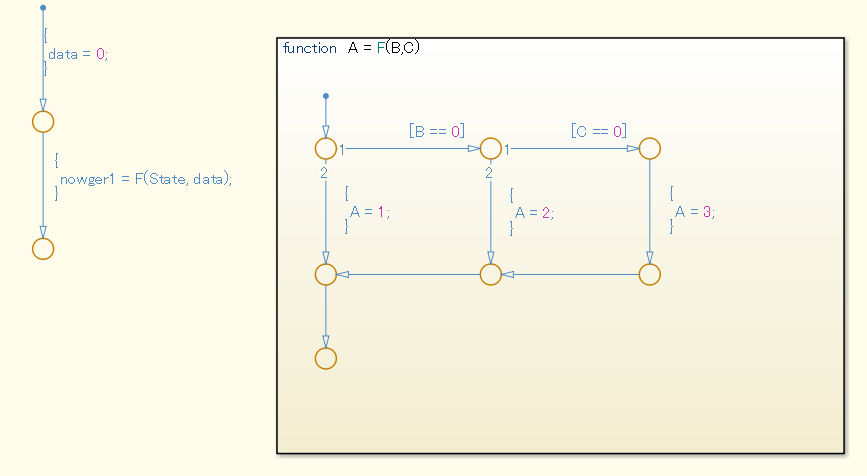 {
data = 0;
}
{
nowger1 = F(State, data);
}
function A = F(B,C)
[B == 0]
[C == 0]
1
1
2
2
{
A = 1;
}
{
A = 2;
}
{
A = 3;
}